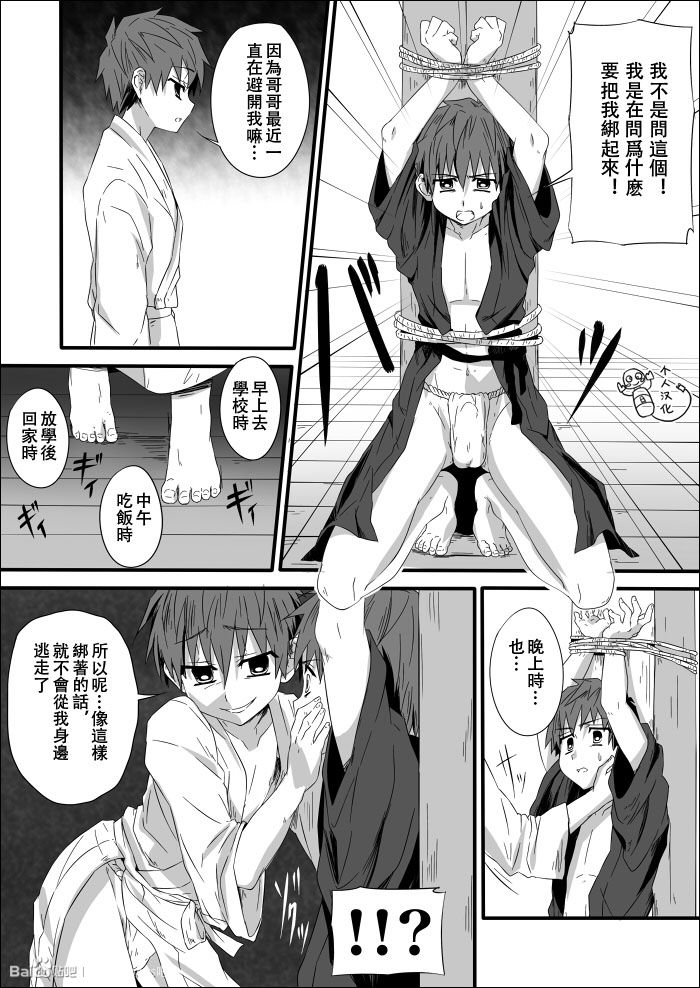 我不是問這個！
我是在問爲什麽
要把我綁起來！
因為哥哥最近一
直在避開我嘛…
不下汉化
早上去
學校時
中午
吃飯時
放學後
回家時
ギィ
ギィ
晚上時
也…
所以呢…像這樣
綁著的話，
就不會從我身邊
逃走了
!!?
Bai 贴吧